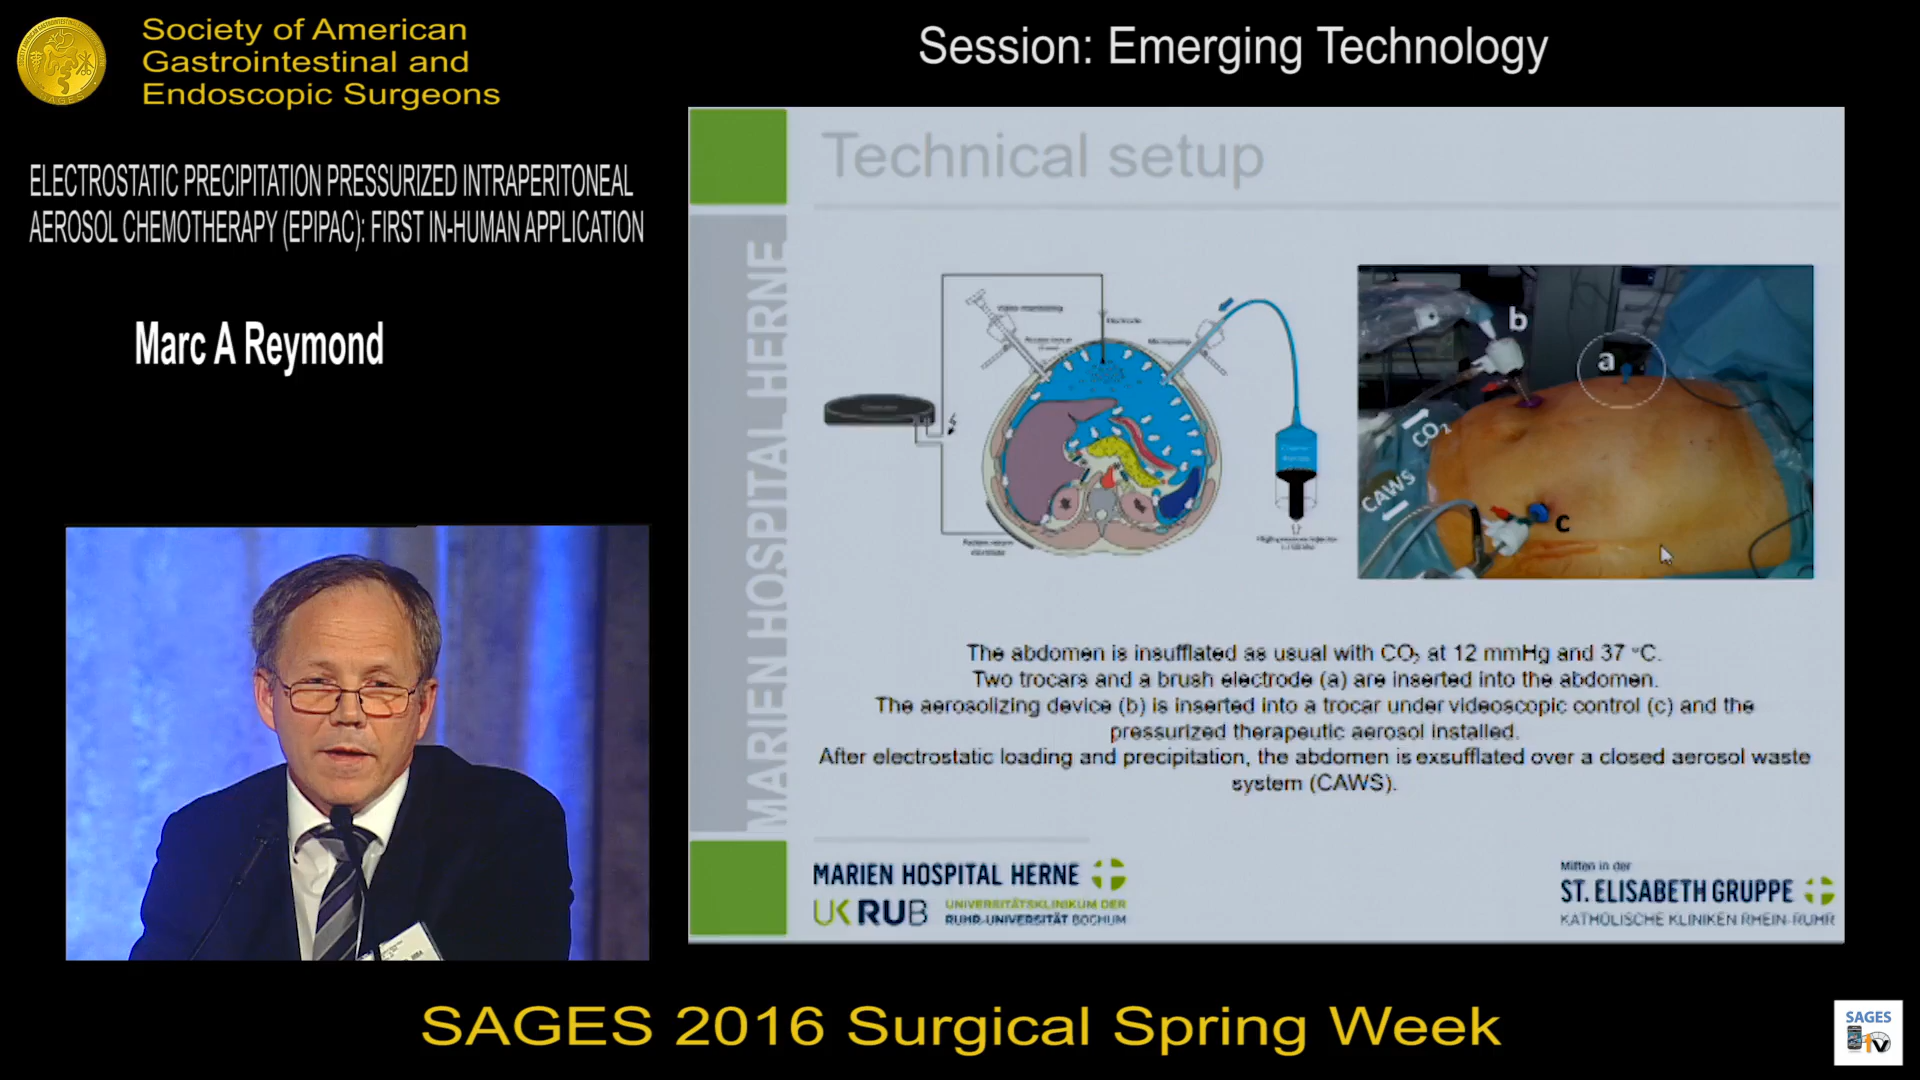 Society of American
Gastrointestinal and
Endoscopic Surgeons
Session: Emerging Technology
ELECTROSTATIC PRECIPITATION PRESSURIZED INTRAPERITONEAL
AEROSOL CHEMOTHERAPY (EPIPAC): FIRST IN-HUMAN APPLICATION
Marc A Reymond
Technical setup
MARIEN HOSPITAL HERNE
Video monitoring
Electrode
b
a
CO₂
CAWS
c
The abdomen is insufflated as usual with CO₂ at 12 mmHg and 37 °C.
Two trocars and a brush electrode (a) are inserted into the abdomen.
The aerosolizing device (b) is inserted into a trocar under videoscopic control (c) and the
pressurized therapeutic aerosol installed.
After electrostatic loading and precipitation, the abdomen is exsufflated over a closed aerosol waste
system (CAWS).
MARIEN HOSPITAL HERNE
UK RUB
UNIVERSITÄTSKLINIKUM DER
RUHR-UNIVERSITÄT BOCHUM
Mitten in der
ST. ELISABETH GRUPPE
KATHOLISCHE KLINIKEN RHEIN-RUHR
SAGES 2016 Surgical Spring Week
SAGES
TV